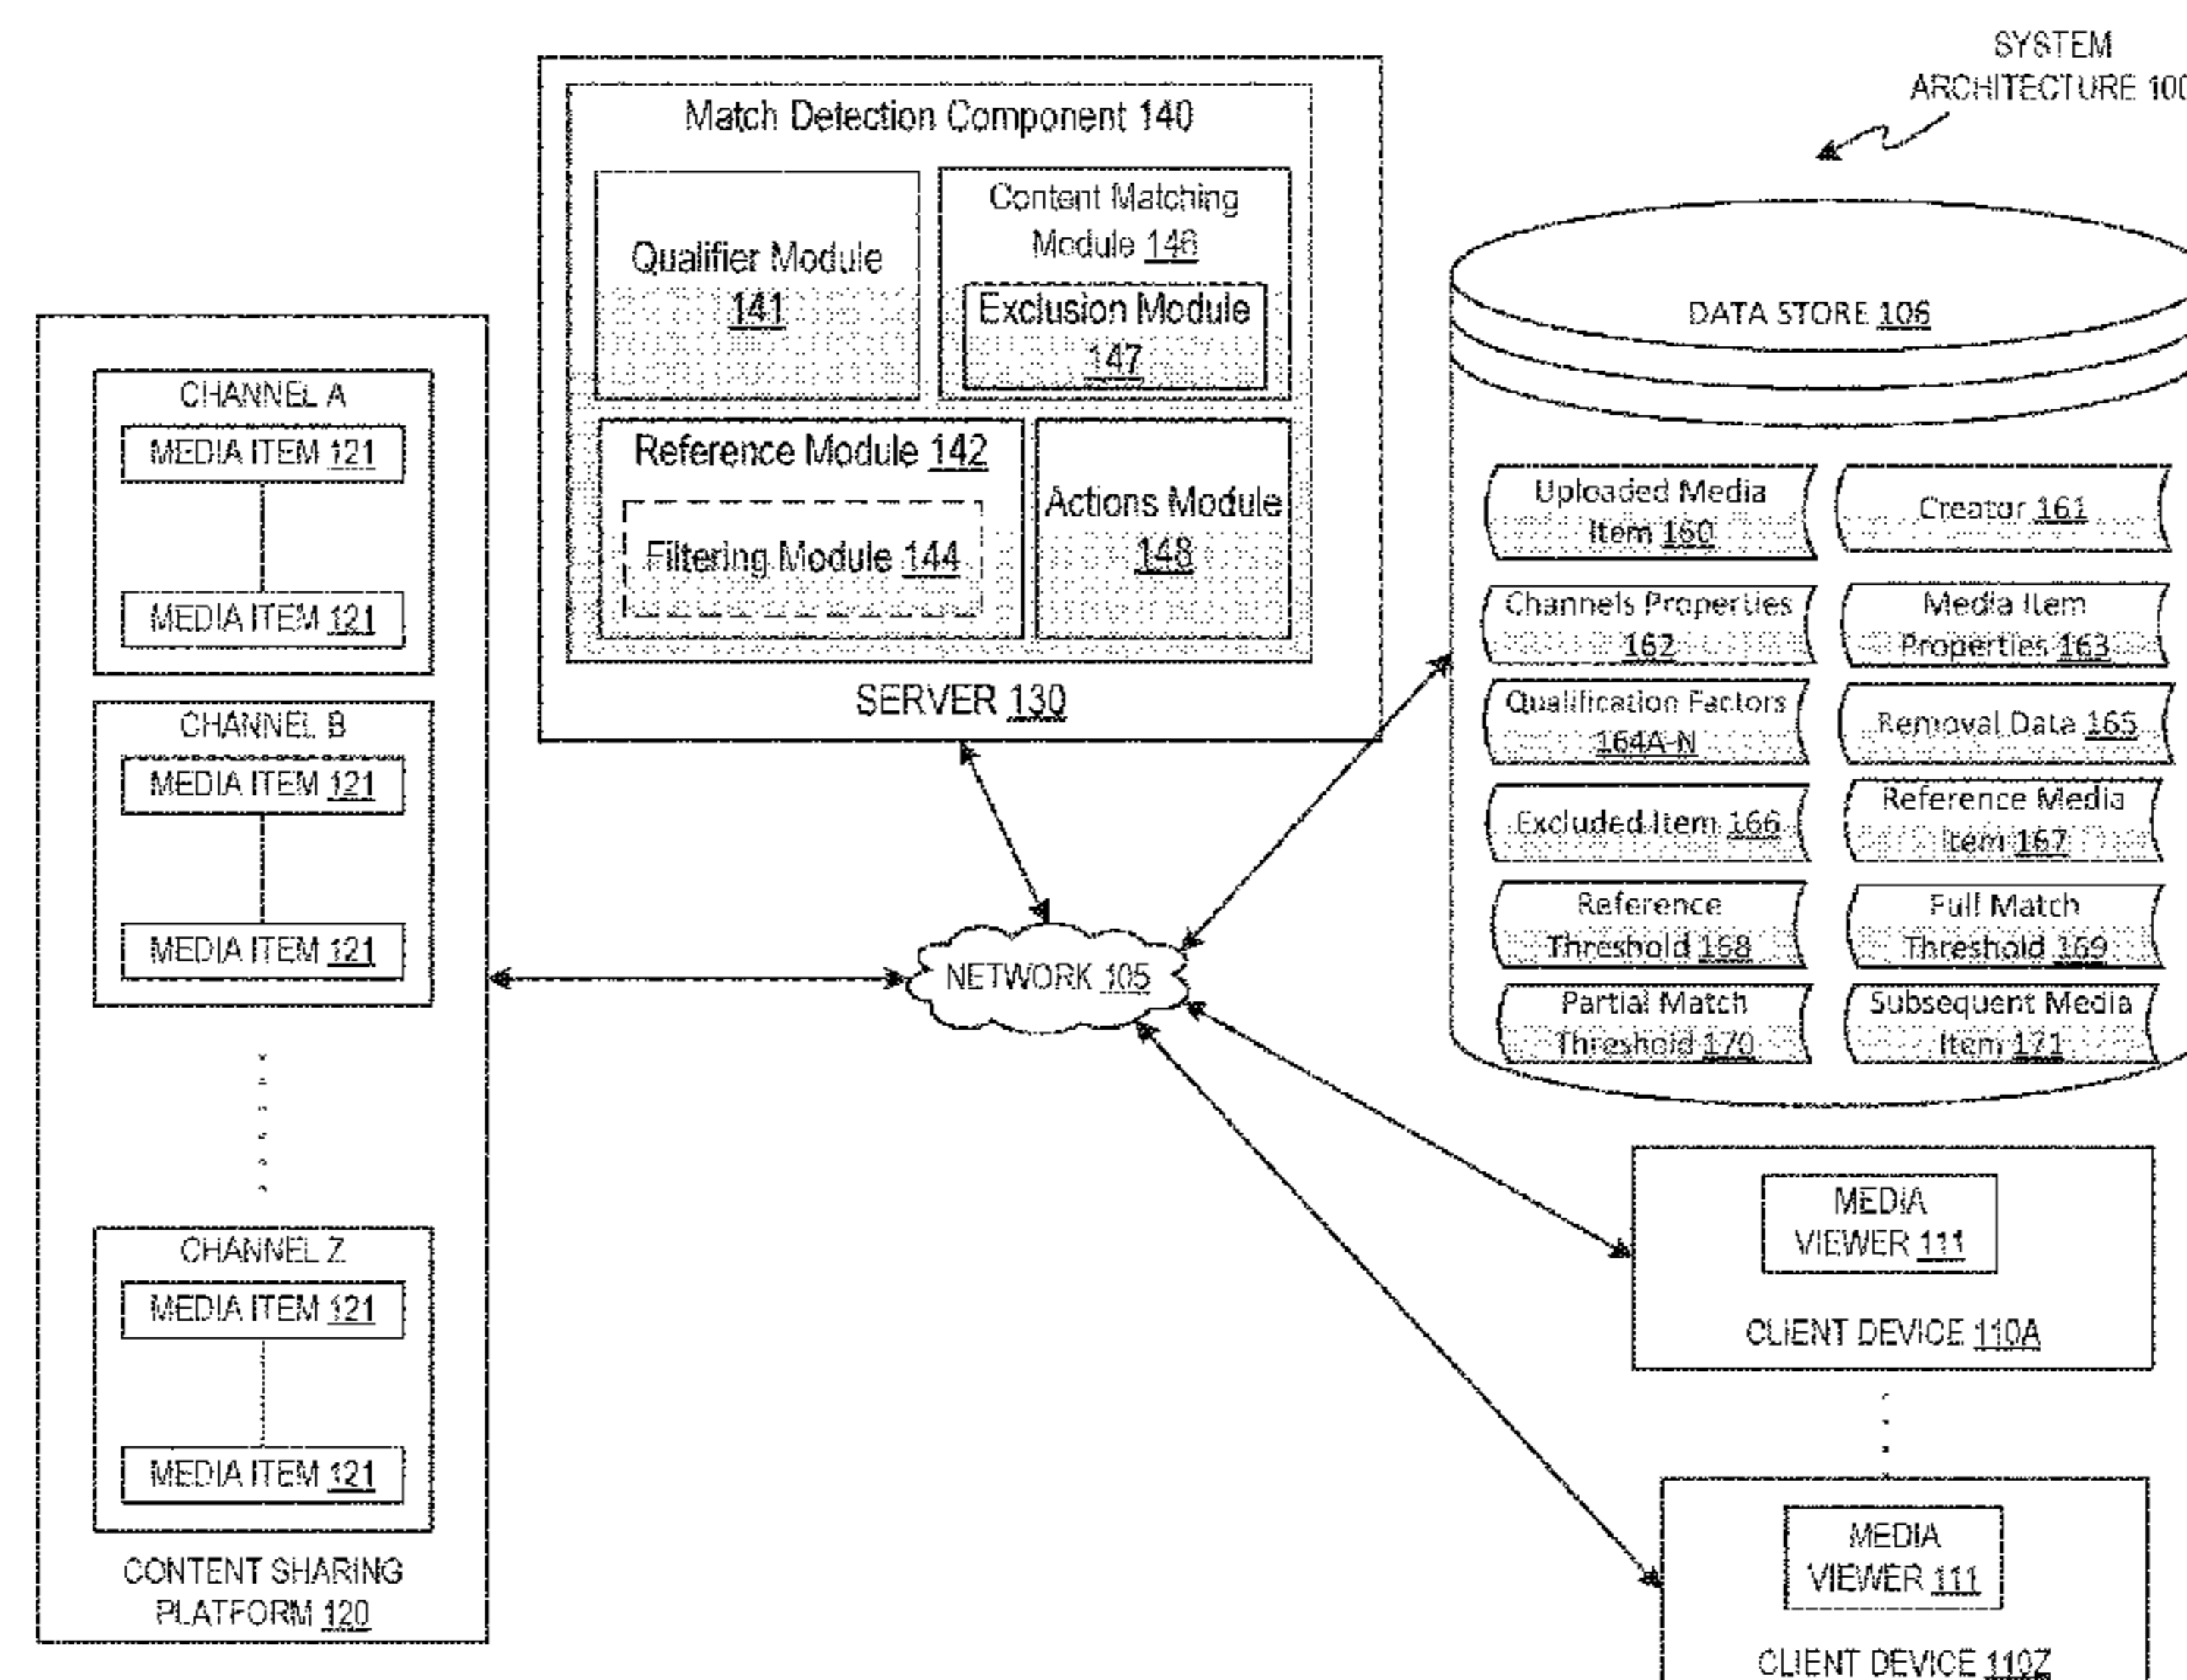 SYSTEM
ARCHITECTURE 100
Match Detection Component 140
Qualifier Module
141
Content Matching
Module 146
Exclusion Module
147
Reference Module 142
Filtering Module 144
Actions Module
148
SERVER 130
CHANNEL A
MEDIA ITEM 121
MEDIA ITEM 121
CHANNEL B
MEDIA ITEM 121
MEDIA ITEM 121
CHANNEL Z
MEDIA ITEM 121
MEDIA ITEM 121
CONTENT SHARING
PLATFORM 120
NETWORK 105
DATA STORE 106
Uploaded Media
Item 160
Creator 161
Channels Properties
162
Media Item
Properties 163
Qualification Factors
164A-N
Removal Data 165
Excluded Item 166
Reference Media
Item 167
Reference
Threshold 168
Full Match
Threshold 169
Partial Match
Threshold 170
Subsequent Media
Item 171
MEDIA
VIEWER 111
CLIENT DEVICE 110A
MEDIA
VIEWER 111
CLIENT DEVICE 110Z